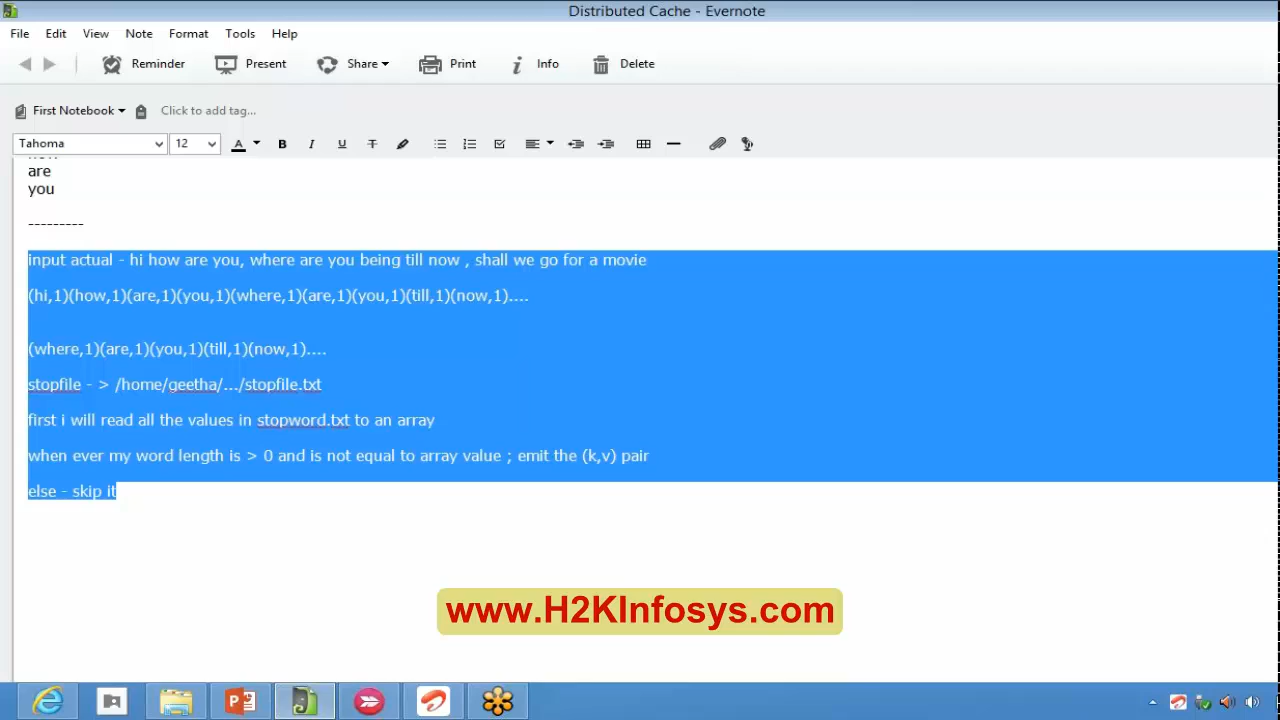 Distributed Cache - Evernote
File Edit View Note Format Tools Help
Reminder Present Share Print Info Delete
First Notebook Click to add tag...
Tahoma 12 A B I U T
are
you
---------
input actual - hi how are you, where are you being till now , shall we go for a movie
(hi,1)(how,1)(are,1)(you,1)(where,1)(are,1)(you,1)(till,1)(now,1)....
(where,1)(are,1)(you,1)(till,1)(now,1)....
stopfile - > /home/geetha/.../stopfile.txt
first i will read all the values in stopword.txt to an array
when ever my word length is > 0 and is not equal to array value ; emit the (k,v) pair
else - skip it
www.H2KInfosys.com